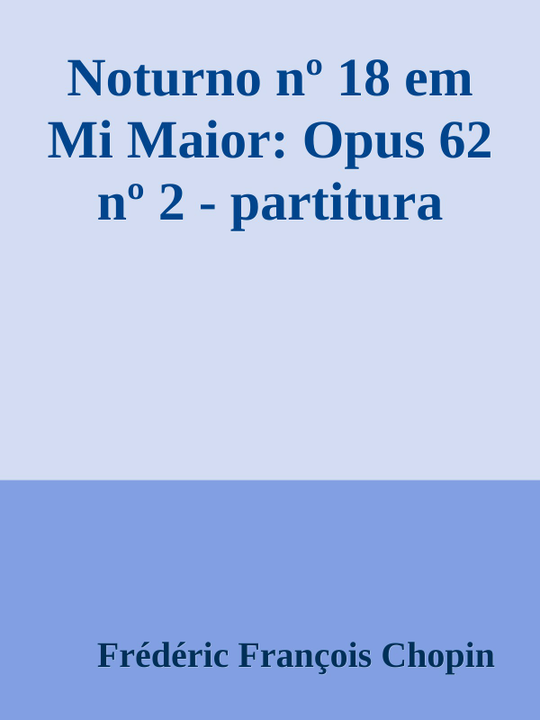 Noturno nº 18 em
Mi Maior: Opus 62
nº 2 - partitura
Frédéric François Chopin